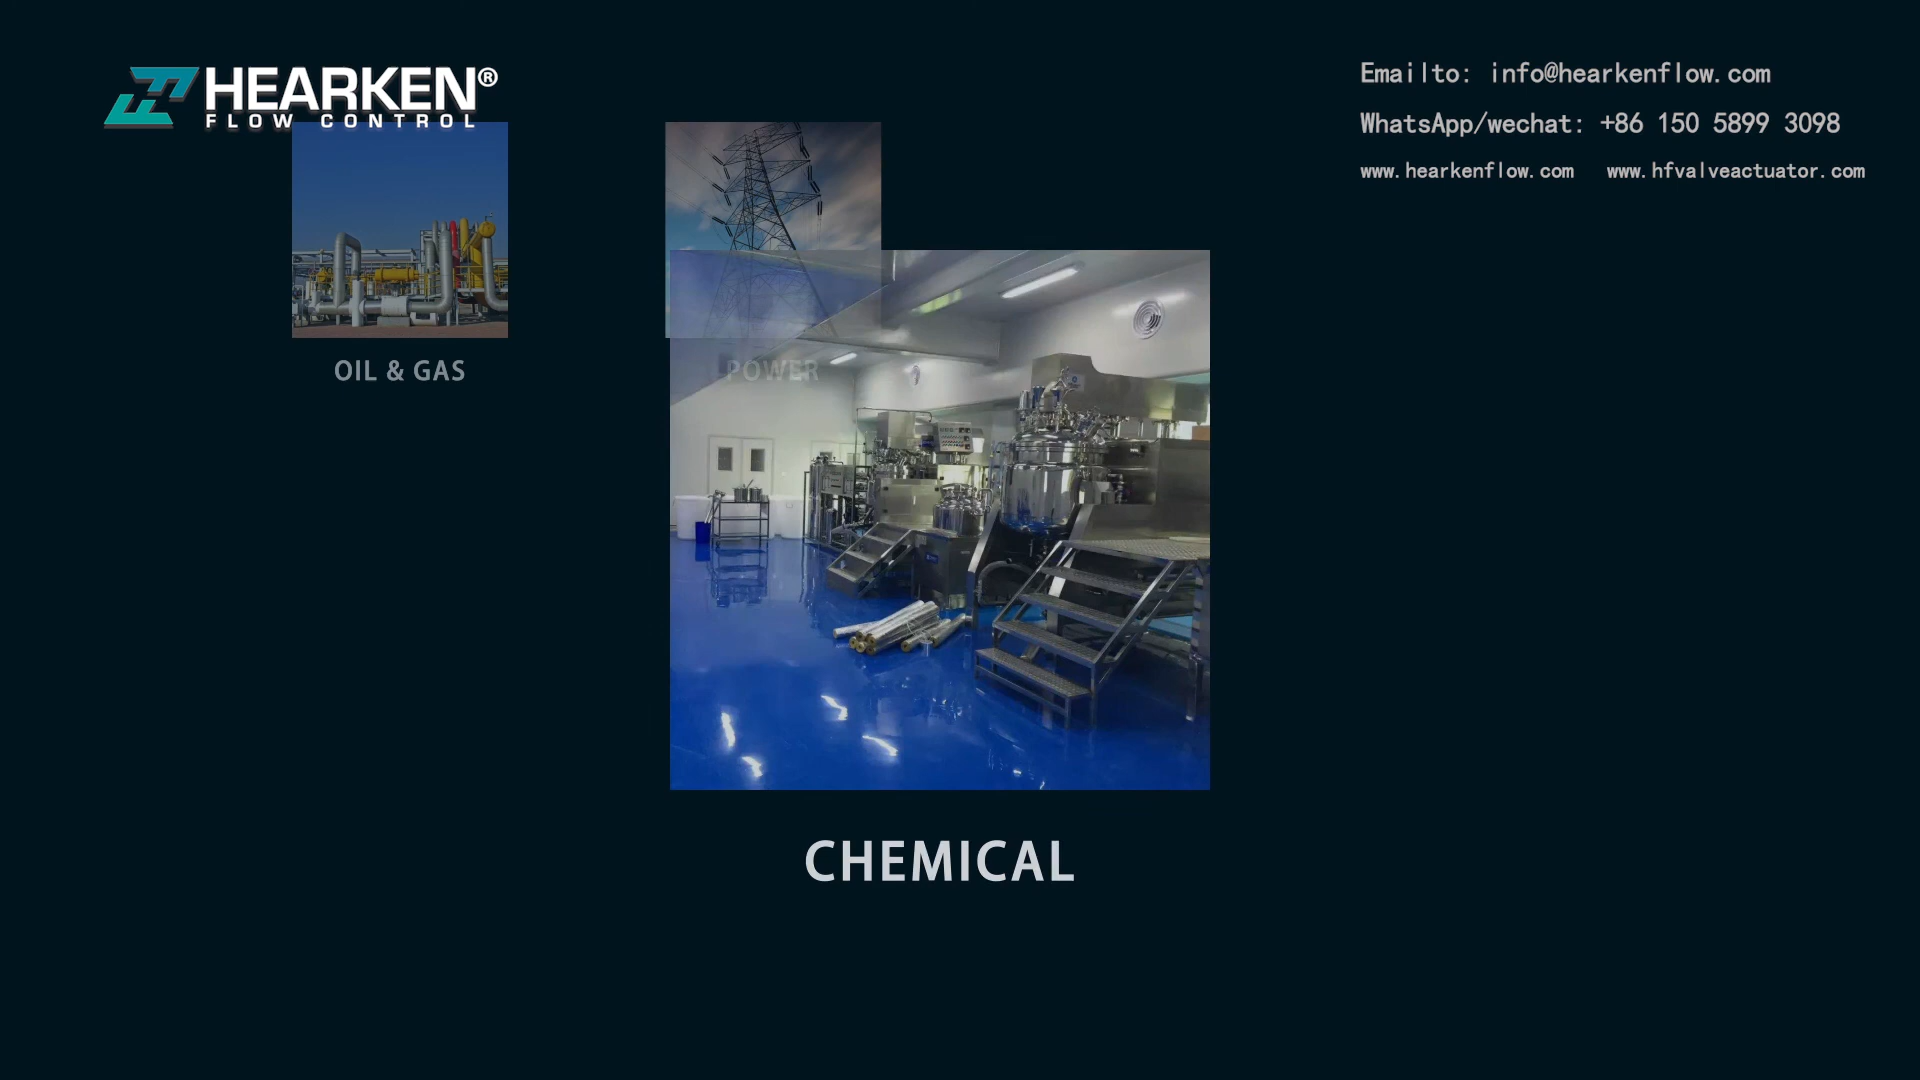 HEARKEN®
FLOW CONTROL
Emailto: info@hearkenflow.com
WhatsApp/wechat: +86 150 5899 3098
www.hearkenflow.com www.hfvalveactuator.com
OIL & GAS
POWER
CHEMICAL